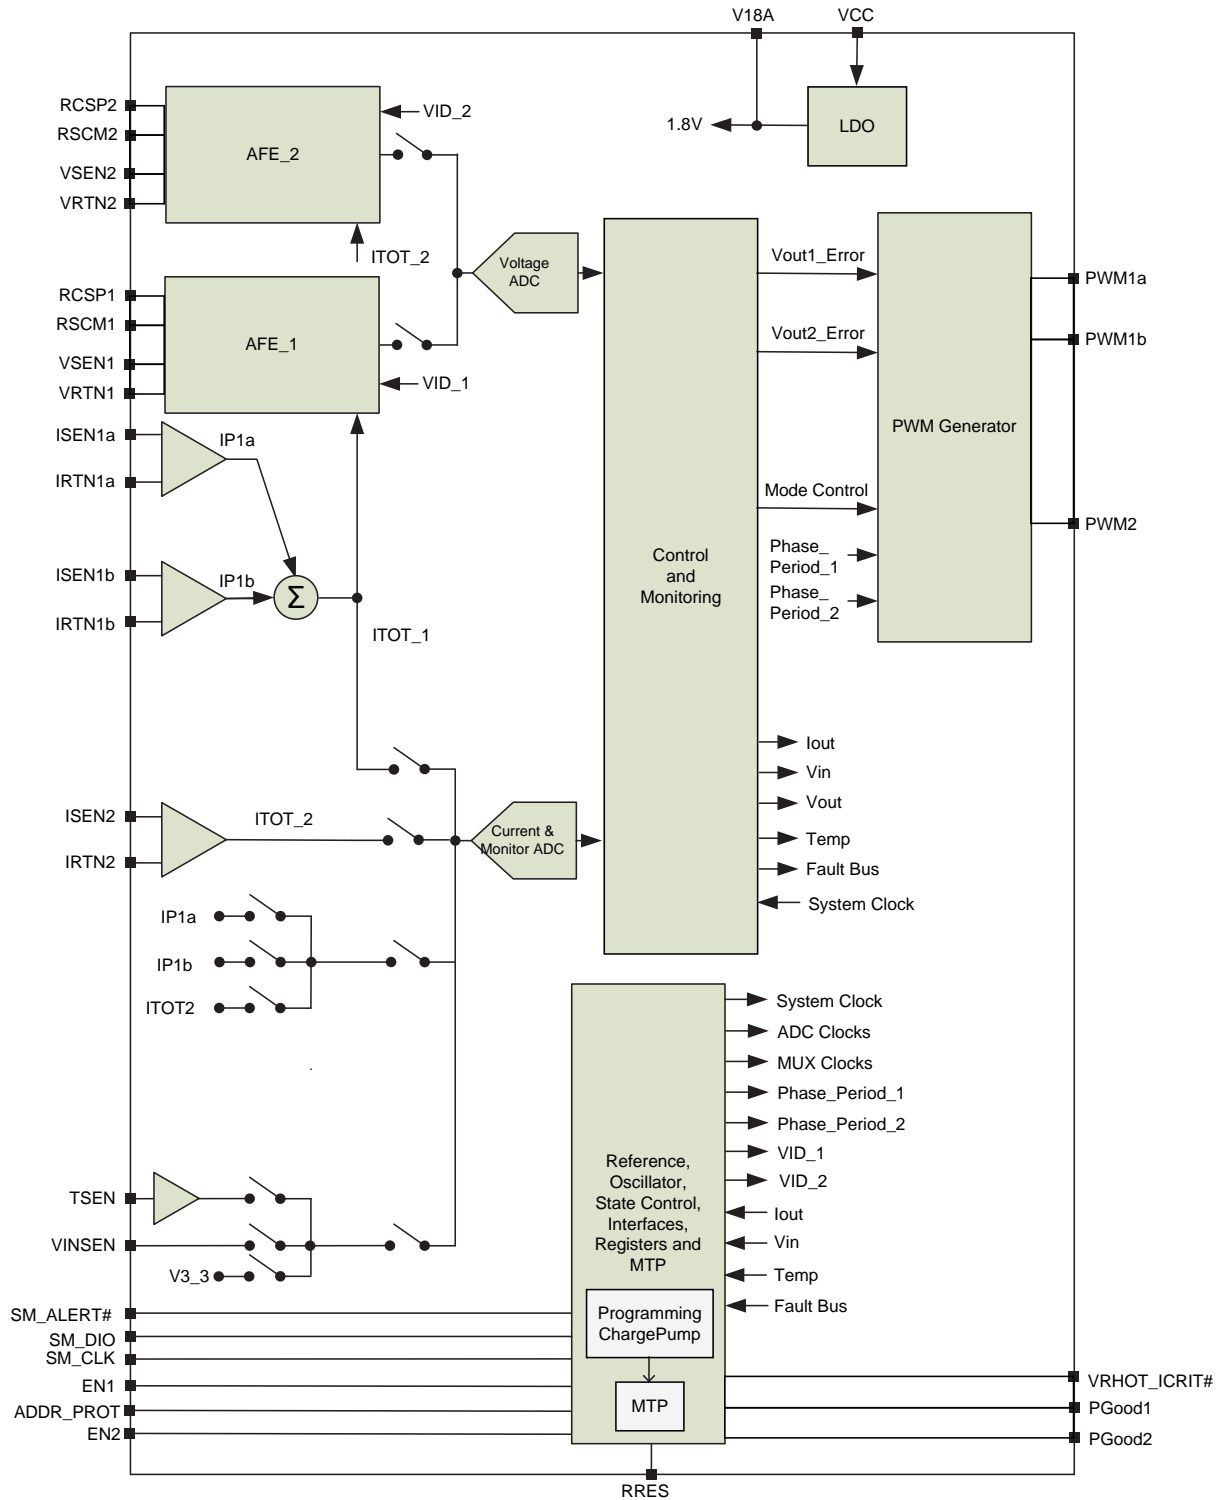 V18A
VCC
RCSP2
RSCM2
VSEN2
VRTN2
AFE_2
VID_2
ITOT_2
1.8V
LDO
RCSP1
RSCM1
VSEN1
VRTN1
AFE_1
VID_1
Voltage
ADC
ISEN1a
IRTN1a
IP1a
ISEN1b
IRTN1b
IP1b
Σ
ITOT_1
Control
and
Monitoring
Vout1_Error
Vout2_Error
Mode Control
Phase_
Period_1
Phase_
Period_2
PWM Generator
PWM1a
PWM1b
PWM2
ISEN2
IRTN2
ITOT_2
Current &
Monitor ADC
Iout
Vin
Vout
Temp
Fault Bus
System Clock
IP1a
IP1b
ITOT2
TSEN
VINSEN
V3_3
SM_ALERT#
SM_DIO
SM_CLK
EN1
ADDR_PROT
EN2
Reference,
Oscillator,
State Control,
Interfaces,
Registers and
MTP
Programming
ChargePump
MTP
System Clock
ADC Clocks
MUX Clocks
Phase_Period_1
Phase_Period_2
VID_1
VID_2
Iout
Vin
Temp
Fault Bus
VRHOT_ICRIT#
PGood1
PGood2
RRES